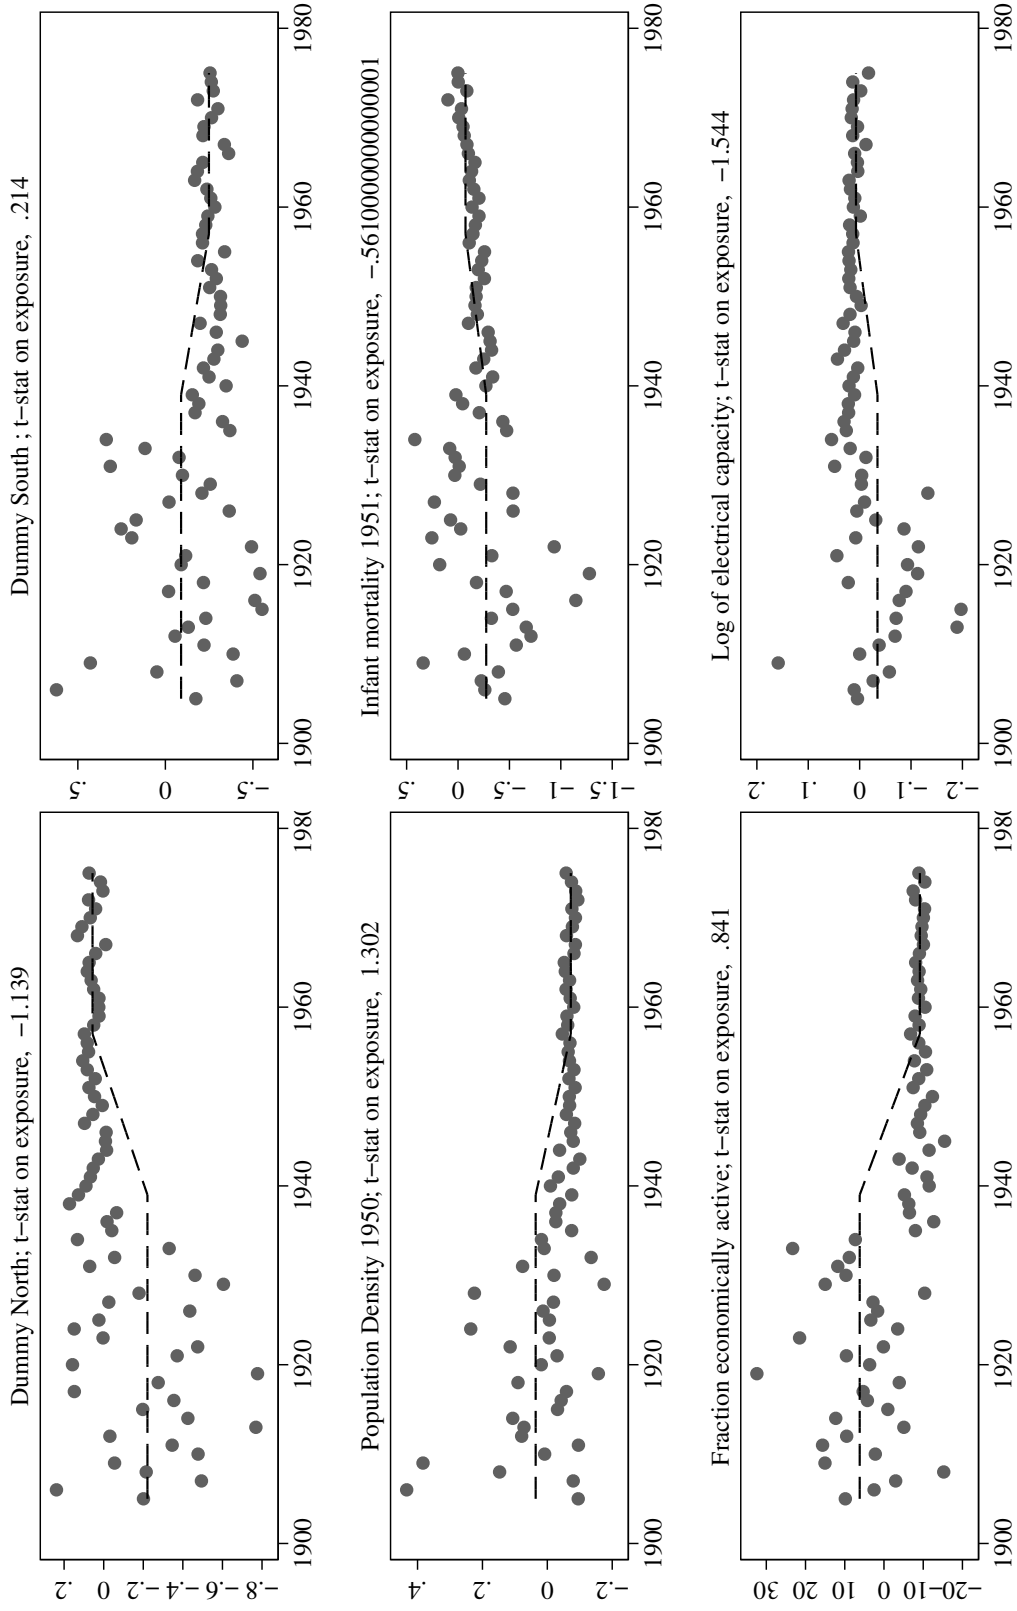 Dummy North; t−stat on exposure, −1.139
.2
0
−.2
−.4
−.6
−.8
1900 1920 1940 1960 1980
Dummy South ; t−stat on exposure, .214
.5
0
−.5
1900 1920 1940 1960 1980
Population Density 1950; t−stat on exposure, 1.302
.4
.2
0
−.2
1900 1920 1940 1960 1980
Infant mortality 1951; t−stat on exposure, −.5610000000000001
.5
0
−.5
−1
−1.5
1900 1920 1940 1960 1980
Fraction economically active; t−stat on exposure, .841
30
20
10
0
−10
−20
1900 1920 1940 1960 1980
Log of electrical capacity; t−stat on exposure, −1.544
.2
.1
0
−.1
−.2
1900 1920 1940 1960 1980